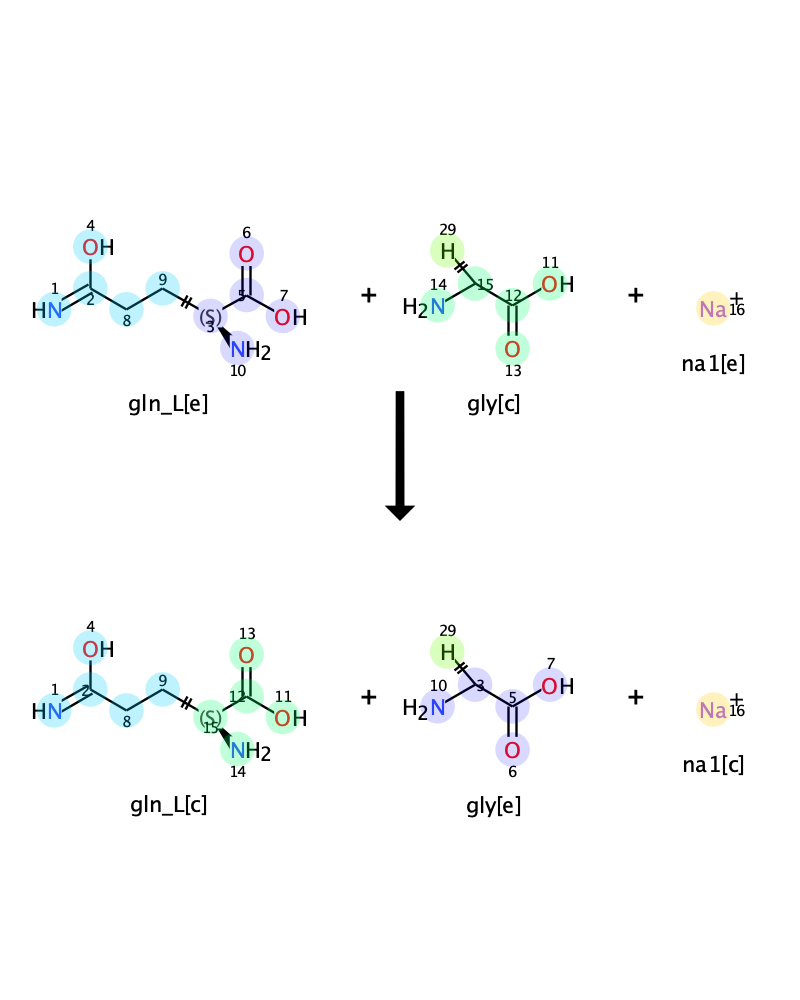 4 6
OH O 29 11
1 9 5 7 + H 14 15 OH + +
HN 2 8 (S) OH H2N 12 Na 16
3 NH2 O
10 13
gln_L[e] gly[c] na1[e]
4 13
OH O 29 7
1 2 9 12 11 + H 10 3 OH + +
HN 8 (S) OH H2N 5 Na 16
15 NH2 O
14 6
gln_L[c] gly[e] na1[c]